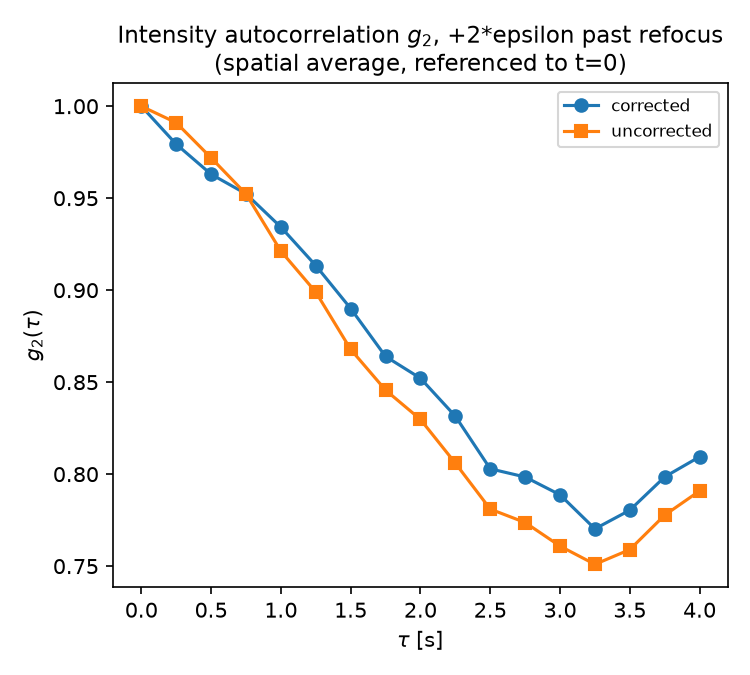 Intensity autocorrelation g₂, +2*epsilon past refocus
(spatial average, referenced to t=0)
corrected
uncorrected
g₂(τ)
1.00
0.95
0.90
0.85
0.80
0.75
0.0 0.5 1.0 1.5 2.0 2.5 3.0 3.5 4.0
τ [s]